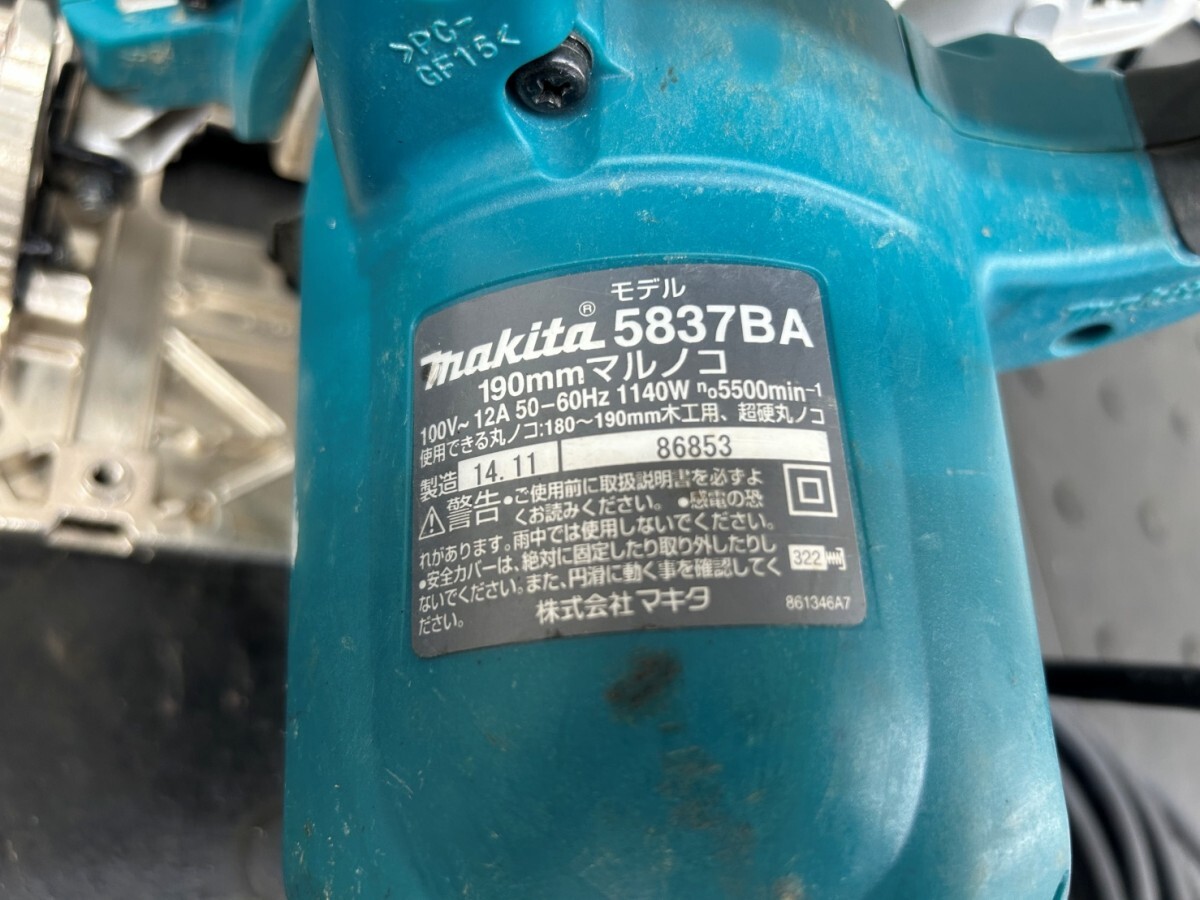 >PC-
GF15<
モデル
makita® 5837BA
190mmマルノコ
100V~12A 50-60Hz 1140W n₀5500min⁻¹
使用できる丸ノコ:180～190mm木工用、超硬丸ノコ
製造 14.11 86853
⚠警告 ●ご使用前に取扱説明書を必ずよ
くお読みください。 ●感電の恐
れがあります。雨中では使用しないでください。
●安全カバーは、絶対に固定したり取り外したりし
ないでください。また、円滑に動く事を確認してく
ださい。
322
株式会社 マキタ
861346A7